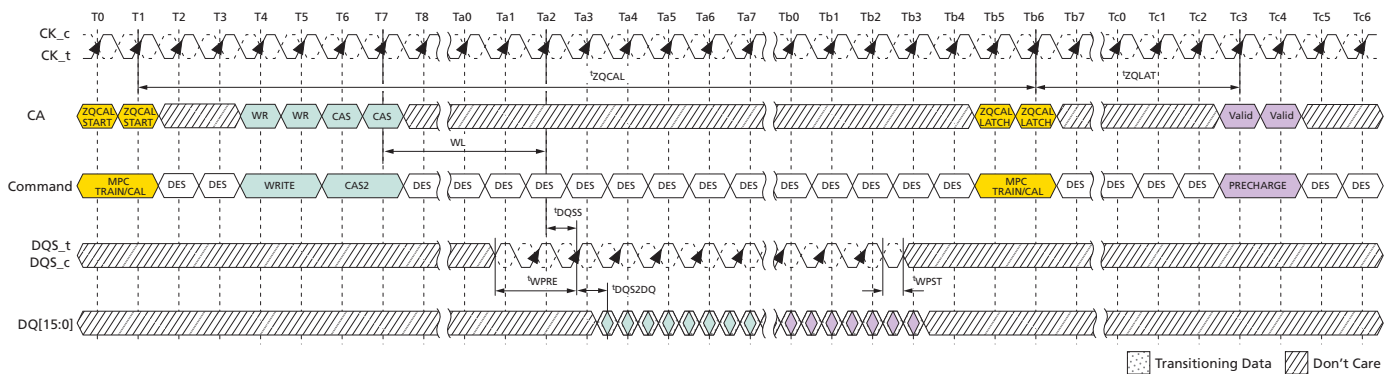 T0 T1 T2 T3 T4 T5 T6 T7 T8 Ta0 Ta1 Ta2 Ta3 Ta4 Ta5 Ta6 Ta7 Tb0 Tb1 Tb2 Tb3 Tb4 Tb5 Tb6 Tb7 Tc0 Tc1 Tc2 Tc3 Tc4 Tc5 Tc6
CK_c
CK_t
tZQCAL tZQLAT
CA ZQCAL START ZQCAL START WR WR CAS CAS ZQCAL LATCH ZQCAL LATCH Valid Valid
WL
Command MPC TRAIN/CAL DES DES WRITE CAS2 DES DES DES DES DES DES DES DES DES DES DES DES DES DES MPC TRAIN/CAL DES DES DES DES PRECHARGE DES DES
tDQSS
DQS_t
DQS_c
tWPRE tDQS2DQ tWPST
DQ[15:0]
Transitioning Data Don't Care